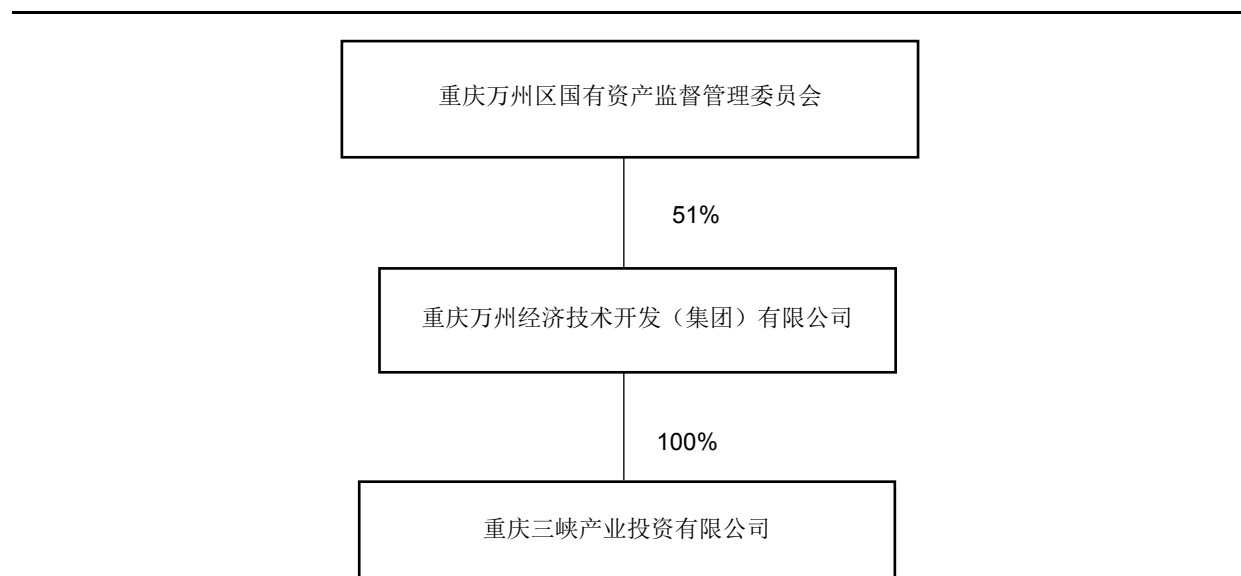 重庆万州区国有资产监督管理委员会
51%
重庆万州经济技术开发（集团）有限公司
100%
重庆三峡产业投资有限公司